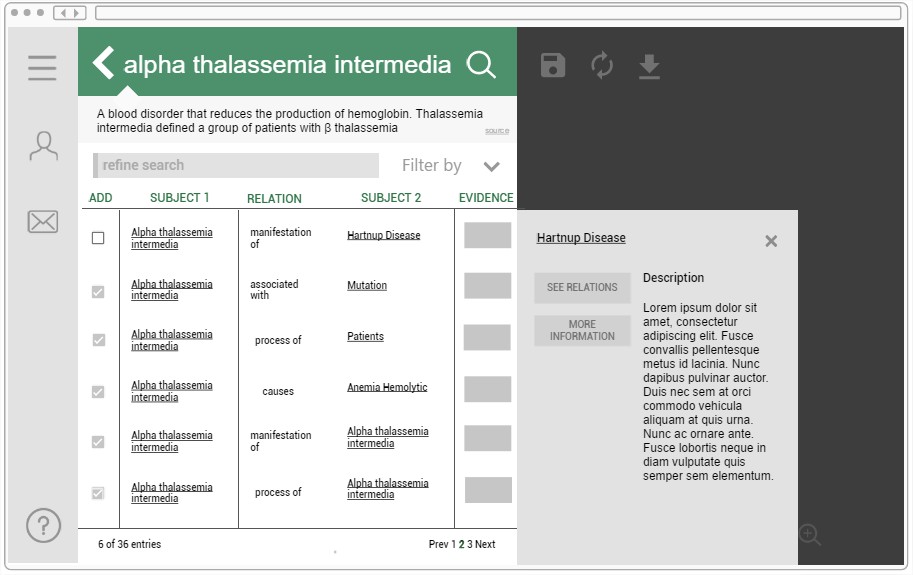 alpha thalassemia intermedia
A blood disorder that reduces the production of hemoglobin. Thalassemia
intermedia defined a group of patients with β thalassemia
source
refine search
Filter by
ADD SUBJECT 1 RELATION SUBJECT 2 EVIDENCE
Alpha thalassemia
intermedia
manifestation
of
Hartnup Disease
Alpha thalassemia
intermedia
associated
with
Mutation
Alpha thalassemia
intermedia
process of
Patients
Alpha thalassemia
intermedia
causes
Anemia Hemolytic
Alpha thalassemia
intermedia
manifestation
of
Alpha thalassemia
intermedia
Alpha thalassemia
intermedia
process of
Alpha thalassemia
intermedia
6 of 36 entries
Prev 1 2 3 Next
Hartnup Disease
SEE RELATIONS
MORE
INFORMATION
Description
Lorem ipsum dolor sit
amet, consectetur
adipiscing elit. Fusce
convallis pellentesque
metus id lacinia. Nunc
dapibus pulvinar auctor.
Duis nec sem at orci
commodo vehicula
aliquam at quis urna.
Nunc ac ornare ante.
Fusce lobortis neque in
diam vulputate quis
semper sem elementum.
?